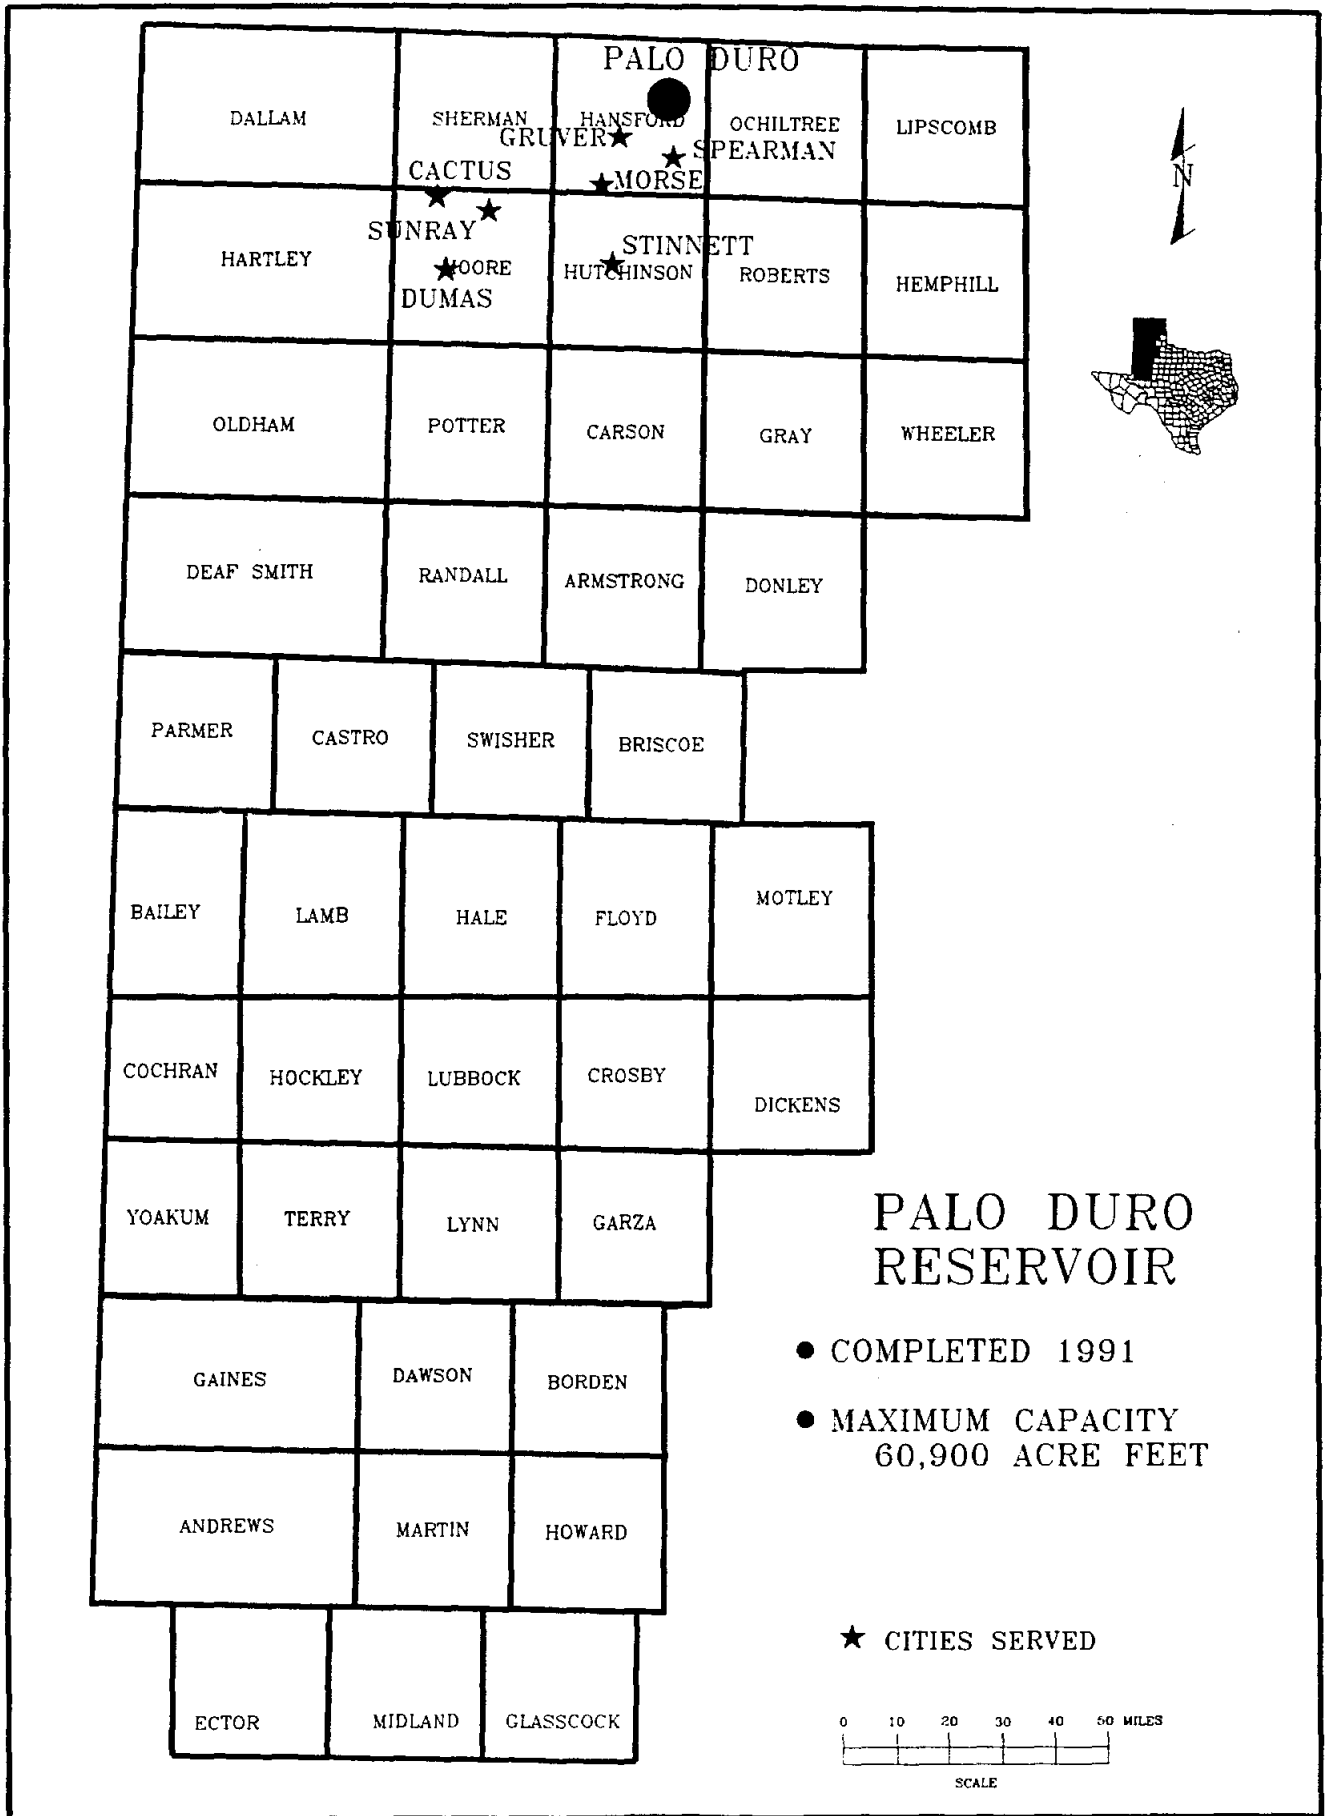 PALO DURO
DALLAM
SHERMAN
HANSFORD
OCHILTREE
LIPSCOMB
GRUVER
SPEARMAN
CACTUS
MORSE
N
SUNRAY
STINNETT
HARTLEY
MOORE
HUTCHINSON
ROBERTS
HEMPHILL
DUMAS
OLDHAM
POTTER
CARSON
GRAY
WHEELER
DEAF SMITH
RANDALL
ARMSTRONG
DONLEY
PARMER
CASTRO
SWISHER
BRISCOE
BAILEY
LAMB
HALE
FLOYD
MOTLEY
COCHRAN
HOCKLEY
LUBBOCK
CROSBY
DICKENS
YOAKUM
TERRY
LYNN
GARZA
PALO DURO
RESERVOIR
GAINES
DAWSON
BORDEN
● COMPLETED 1991
● MAXIMUM CAPACITY
60,900 ACRE FEET
ANDREWS
MARTIN
HOWARD
★ CITIES SERVED
ECTOR
MIDLAND
GLASSCOCK
0 10 20 30 40 50 MILES
SCALE